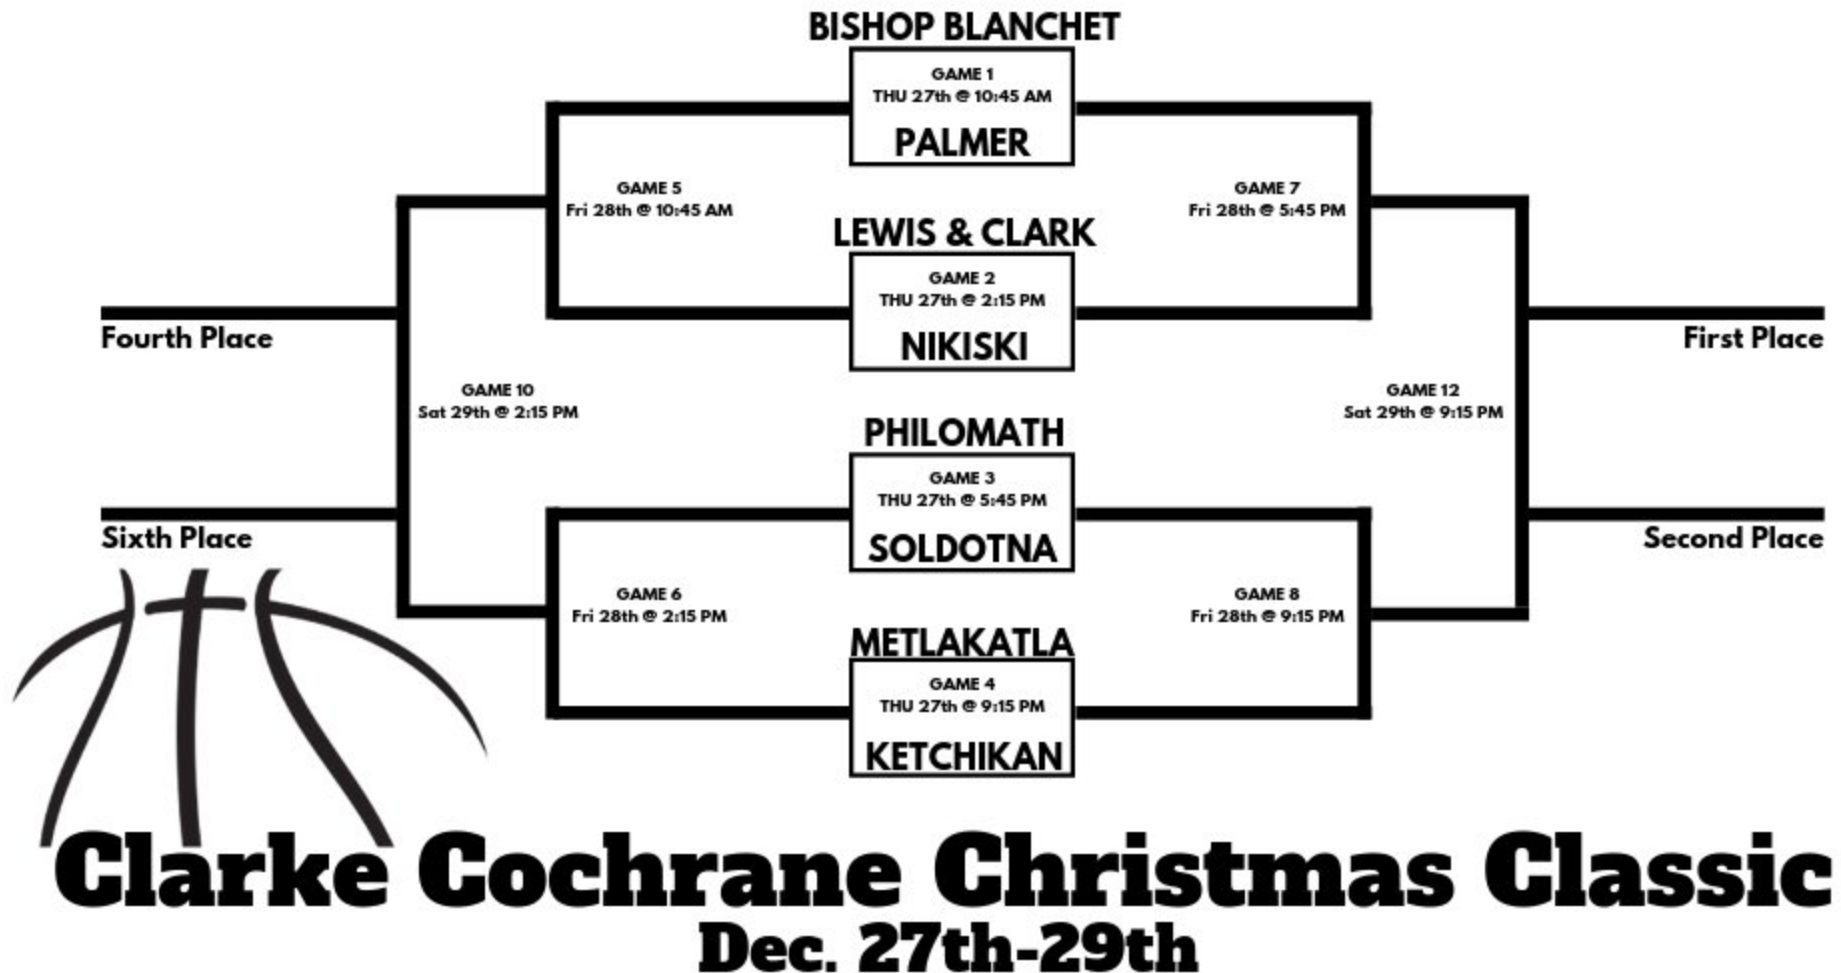 BISHOP BLANCHET
GAME 1
THU 27th @ 10:45 AM
PALMER
GAME 5
Fri 28th @ 10:45 AM
GAME 7
Fri 28th @ 5:45 PM
LEWIS & CLARK
GAME 2
THU 27th @ 2:15 PM
NIKISKI
Fourth Place
First Place
GAME 10
Sat 29th @ 2:15 PM
GAME 12
Sat 29th @ 9:15 PM
PHILOMATH
GAME 3
THU 27th @ 5:45 PM
SOLDOTNA
Sixth Place
Second Place
GAME 6
Fri 28th @ 2:15 PM
GAME 8
Fri 28th @ 9:15 PM
METLAKATLA
GAME 4
THU 27th @ 9:15 PM
KETCHIKAN
Clarke Cochrane Christmas Classic
Dec. 27th-29th